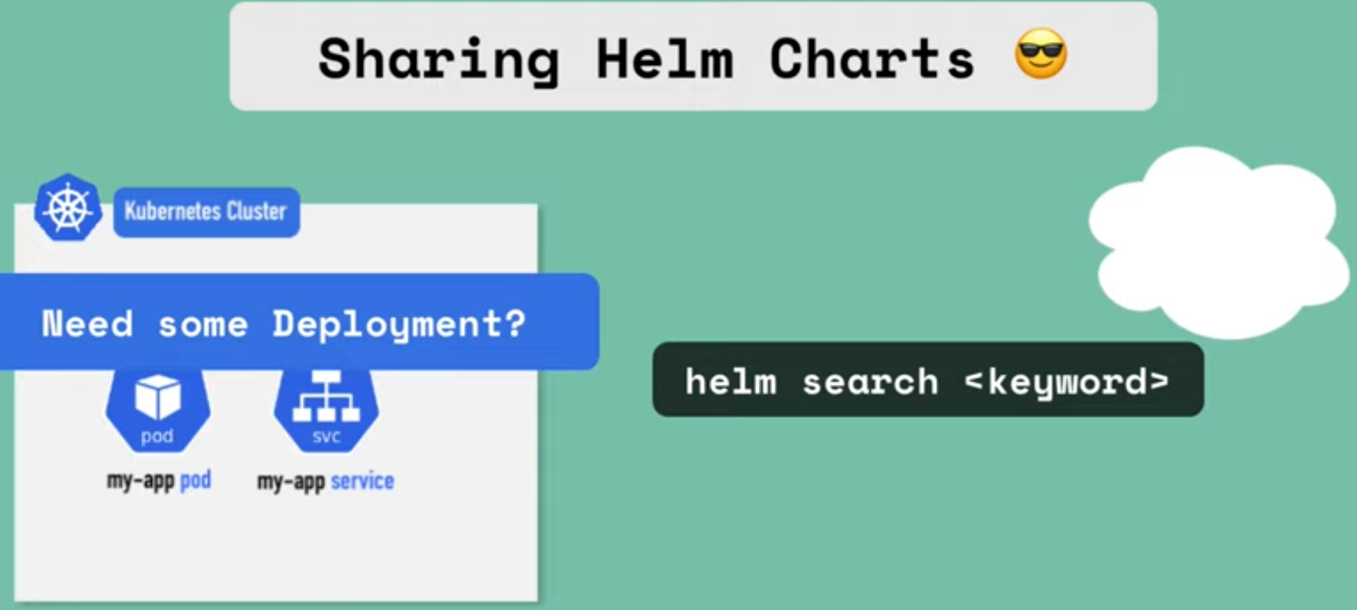 Sharing Helm Charts 😎
Kubernetes Cluster
Need some Deployment?
helm search <keyword>
pod
svc
my-app pod
my-app service